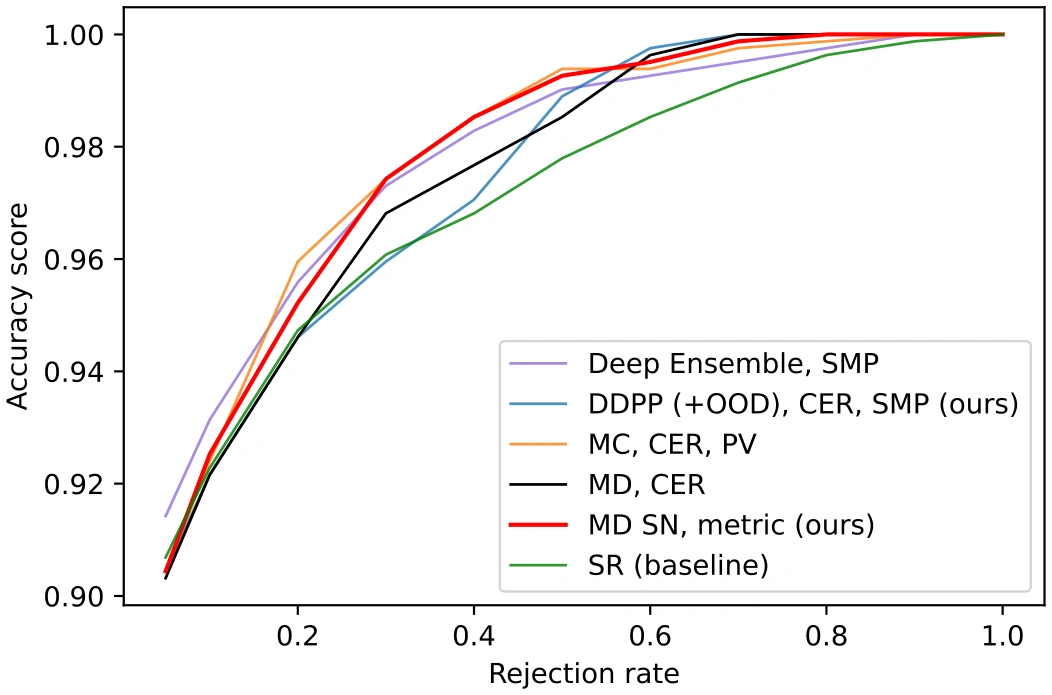 1.00
0.98
0.96
0.94
0.92
0.90
Accuracy score
Deep Ensemble, SMP
DDPP (+OOD), CER, SMP (ours)
MC, CER, PV
MD, CER
MD SN, metric (ours)
SR (baseline)
0.2 0.4 0.6 0.8 1.0
Rejection rate